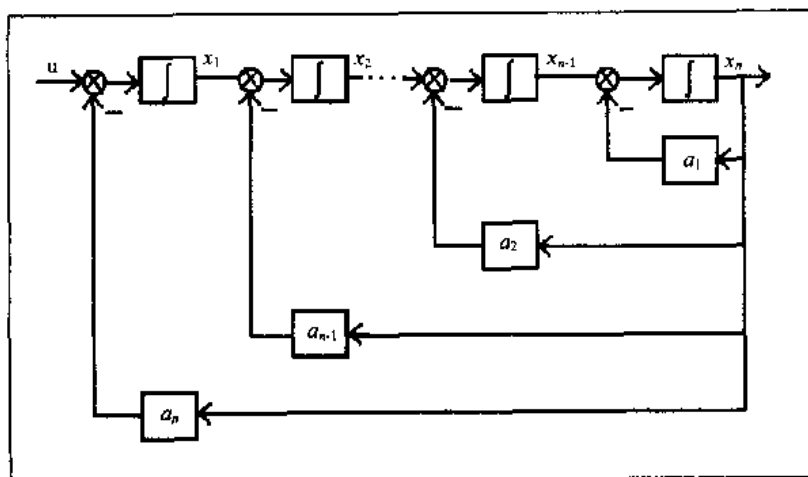 u ∫ x₁ ∫ x₂ ∫ xₙ₋₁ ∫ xₙ
a₁
a₂
aₙ₋₁
aₙ